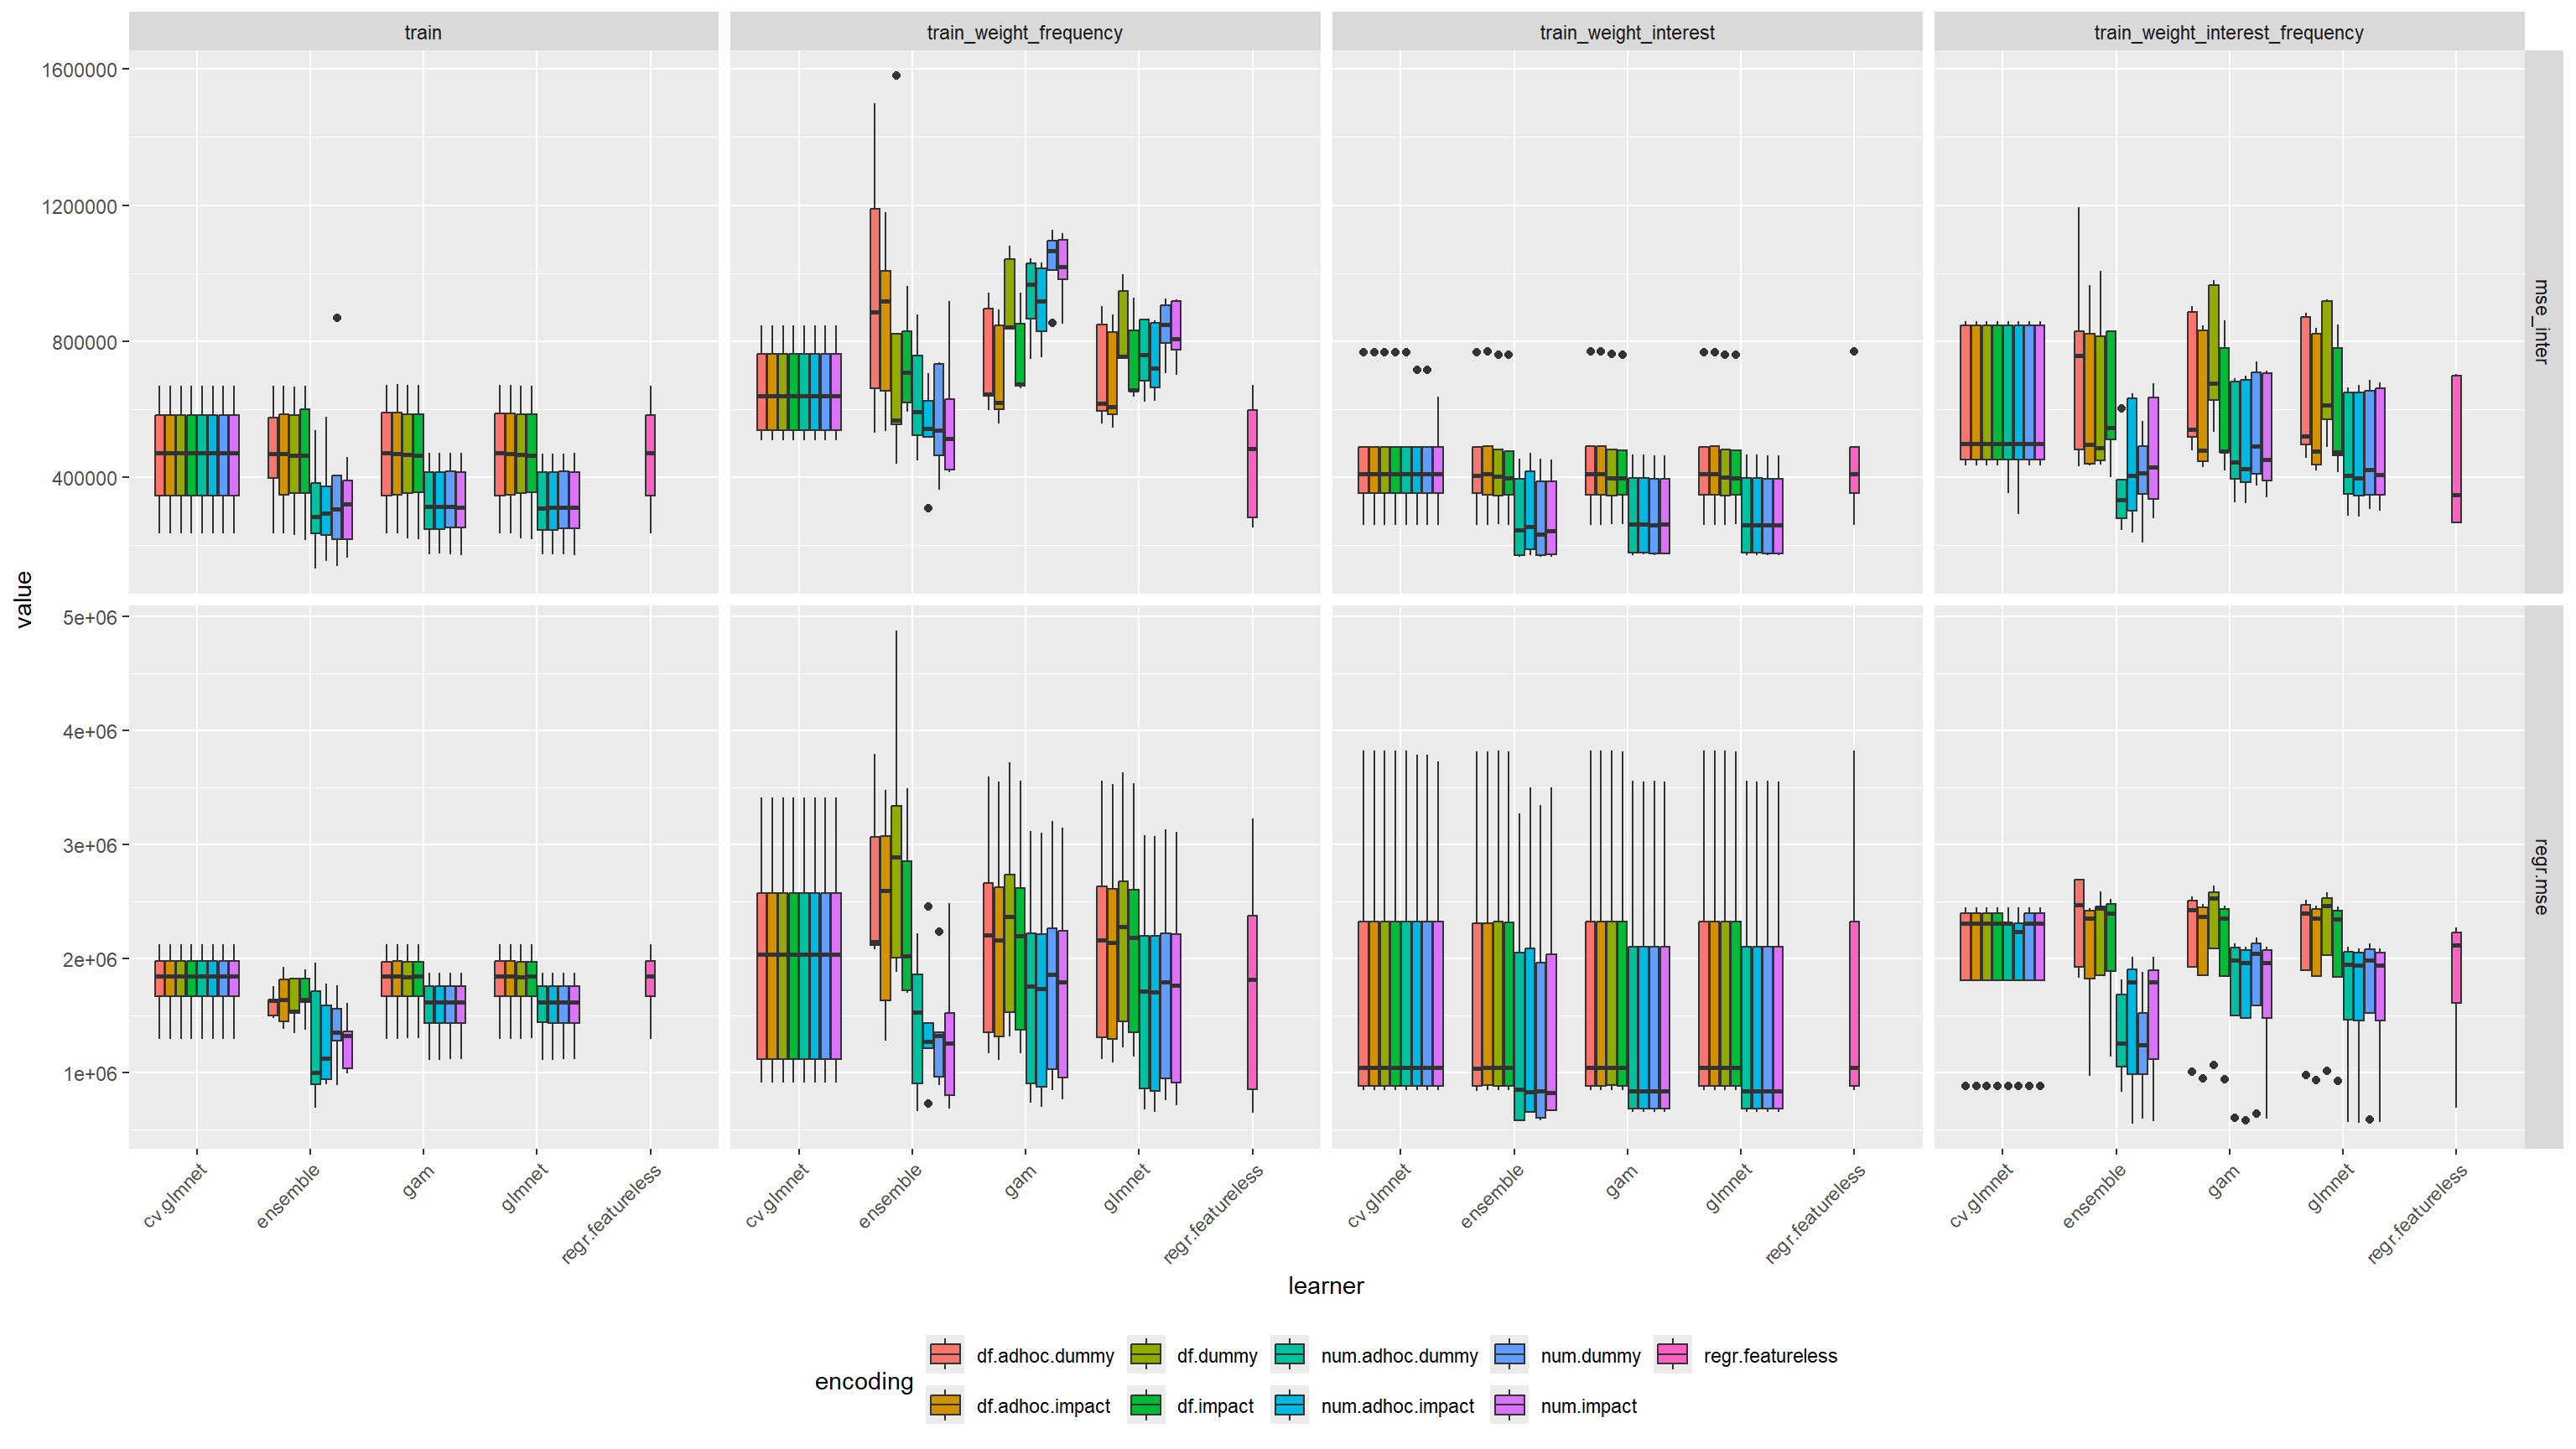 train train_weight_frequency train_weight_interest train_weight_interest_frequency
1600000
1200000
800000
400000
mse_inter
value
5e+06
4e+06
3e+06
2e+06
1e+06
regr.mse
cv.glmnet ensemble gam glmnet regr.featureless cv.glmnet ensemble gam glmnet regr.featureless cv.glmnet ensemble gam glmnet regr.featureless cv.glmnet ensemble gam glmnet regr.featureless
learner
encoding
df.adhoc.dummy df.dummy num.adhoc.dummy num.dummy regr.featureless
df.adhoc.impact df.impact num.adhoc.impact num.impact